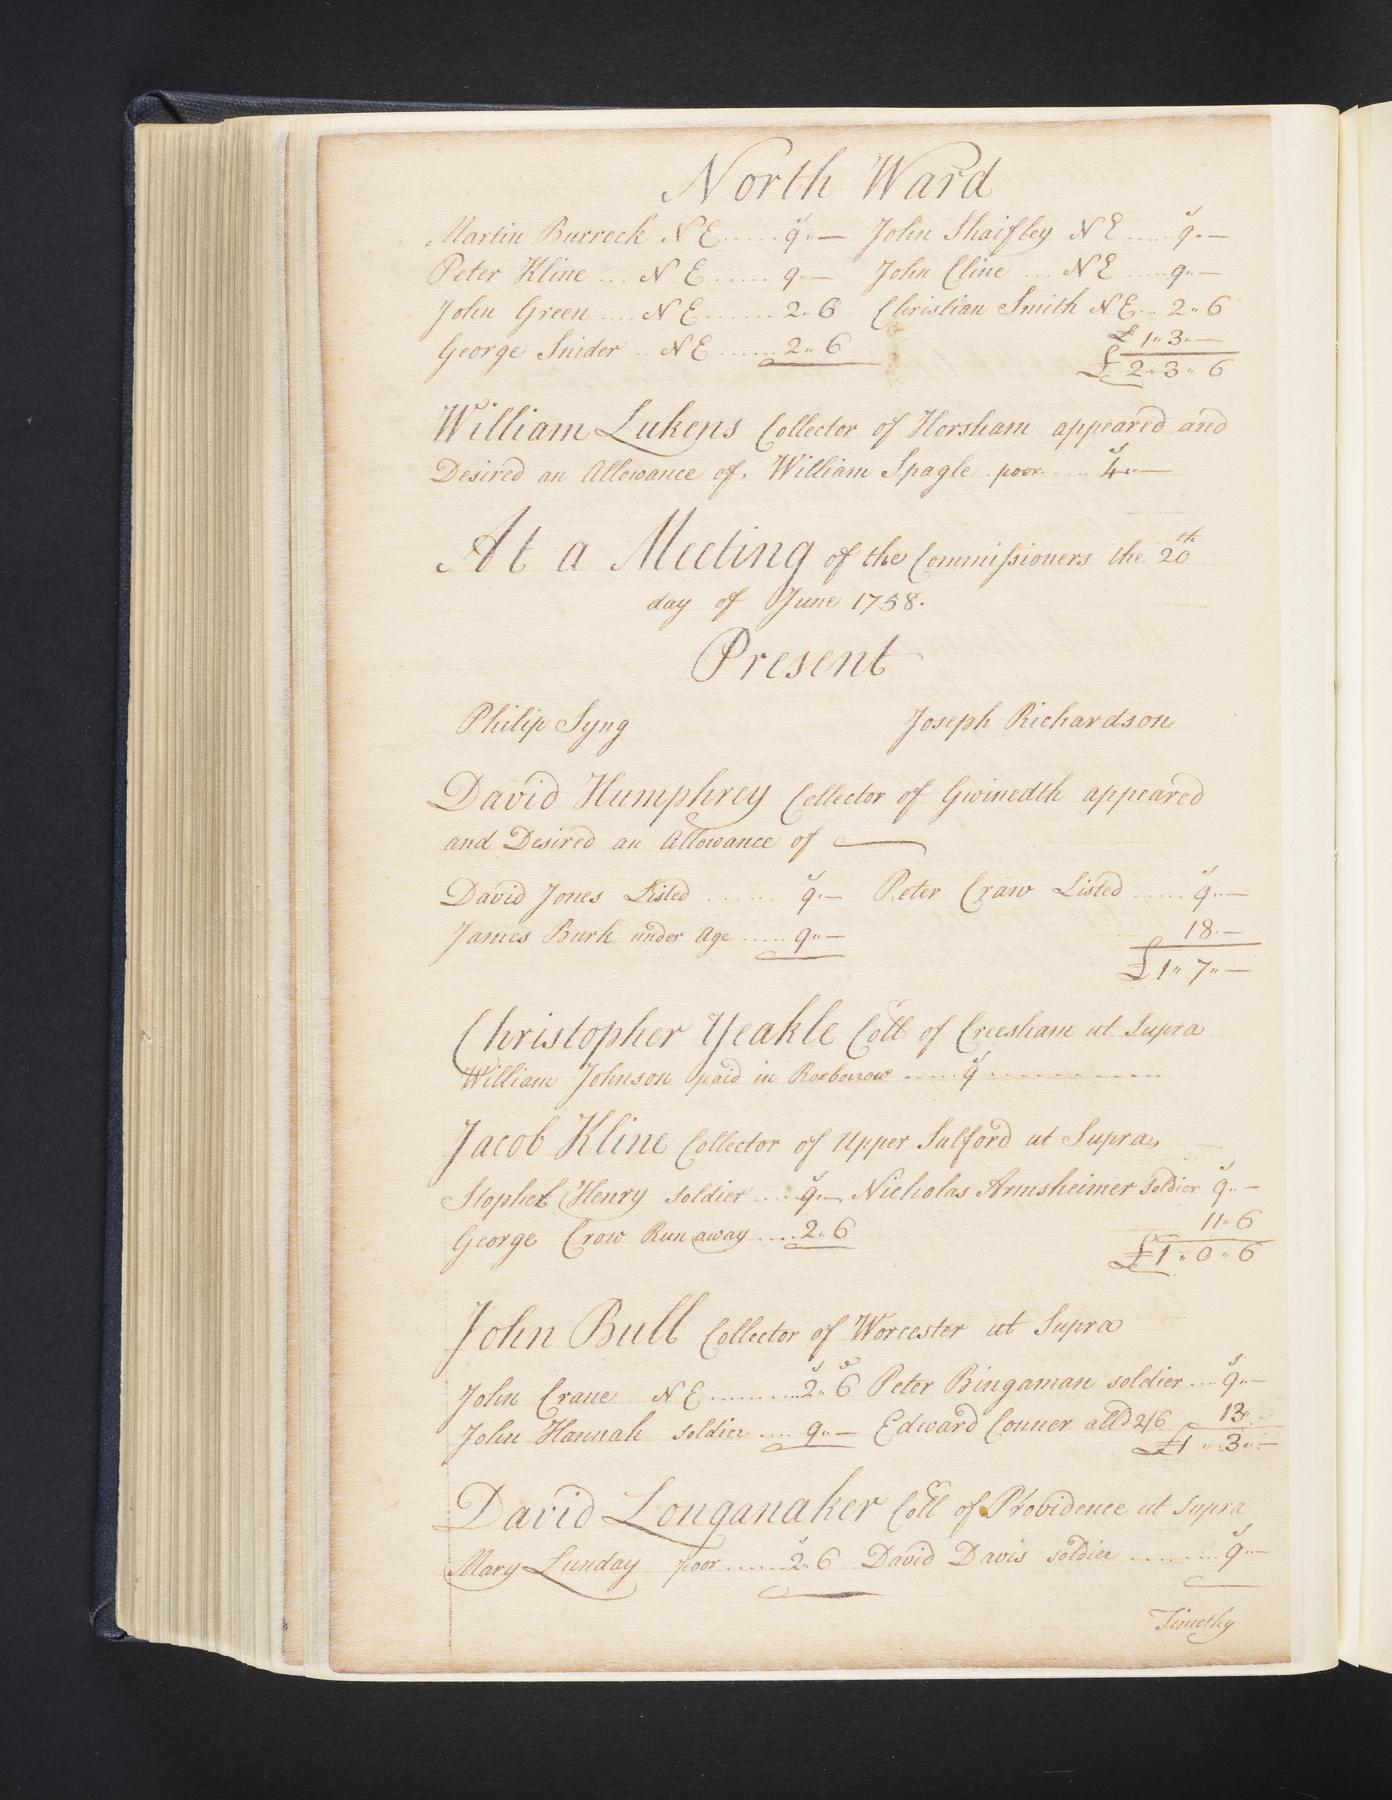 North Ward
Martin Burrock N E ...... 9 s ,, — John Shaifley N E ..... 9 s ,, —
Peter Kline ... N E ...... 9 ,, — John Cline ... N E ..... 9 ,, —
John Green .... N E ....... 2 ,, 6 Christian Smith N E .. 2 ,, 6
George Snider .. N E ...... 2 ,, 6 £ 1 ,, 3 ,, —
£ 2 ,, 3 ,, 6
William Lukens Collector of Horsham appeared and
Desired an Allowance of, William Spagle poor ..... 4 s ,, —
At a Meeting of the Commissioners the 20th
day of June 1758.
Present
Philip Syng Joseph Richardson
David Humphrey Collector of Gwinedth appeared
and Desired an Allowance of
David Jones Listed ...... 9 s ,, — Peter Craw Listed ..... 9 s ,, —
James Burk under Age ..... 9 ,, — 18 ,, —
£ 1 ,, 7 ,, —
Christopher Yeakle Coll of Creesham ut Supra
William Johnson paid in Roxborrow ..... 9 s
Jacob Kline Collector of Upper Salford ut Supra,
Stophel Henry soldier .... 9 s ,, — Nicholas Armsheimer soldier 9 s ,, —
George Crow Run away .... 2 ,, 6 11 ,, 6
£ 1 ,, 0 ,, 6
John Bull Collector of Worcester ut Supra
John Crane N E ......... 2 s ,, 6 Peter Bingaman soldier ... 9 s ,, —
John Hannah soldier .... 9 ,, — Edward Conner alld 2/6 13 ,,
£ 1 ,, 3 ,, —
David Longanaker Coll of Providence ut supra
Mary Lunday poor ...... 2 s ,, 6 David Davis soldier ......... 9 s ,, —
Timothy